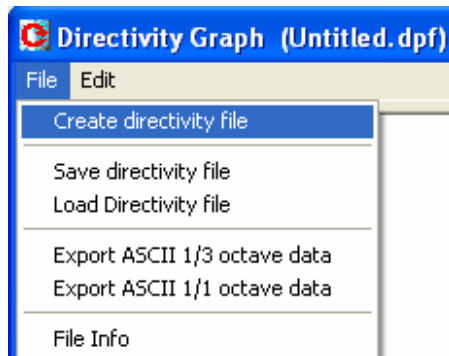 Directivity Graph (Untitled.dpf)
File Edit
Create directivity file
Save directivity file
Load Directivity file
Export ASCII 1/3 octave data
Export ASCII 1/1 octave data
File Info